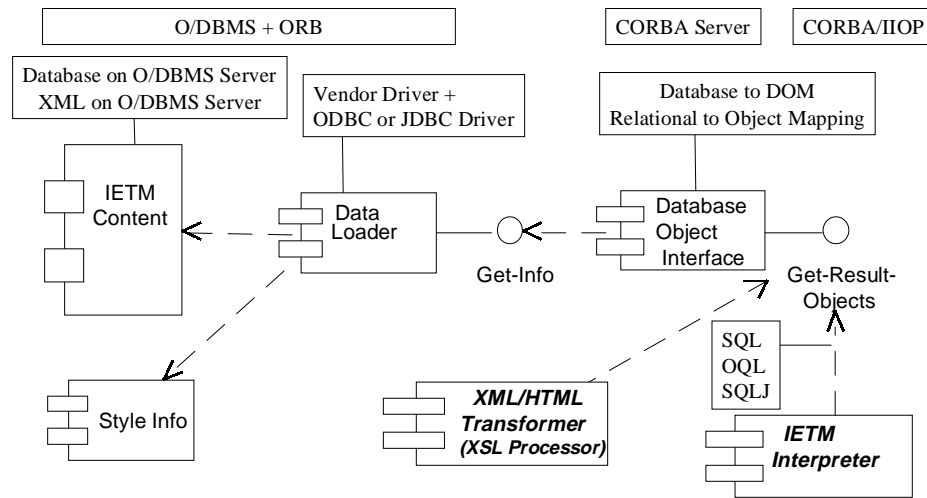 O/DBMS + ORB
CORBA Server
CORBA/IIOP
Database on O/DBMS Server
XML on O/DBMS Server
Vendor Driver +
ODBC or JDBC Driver
Database to DOM
Relational to Object Mapping
IETM
Content
Data
Loader
Get-Info
Database
Object
Interface
Get-Result-
Objects
Style Info
XML/HTML
Transformer
(XSL Processor)
SQL
OQL
SQLJ
IETM
Interpreter